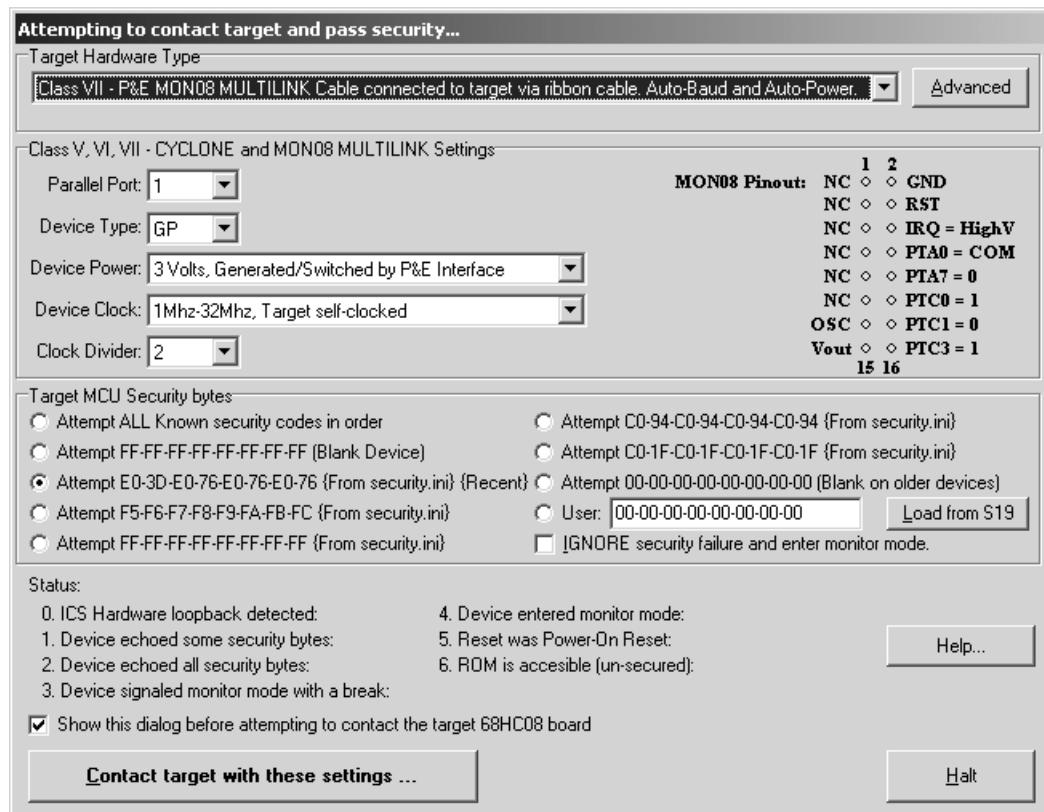 Attempting to contact target and pass security...
Target Hardware Type
Class VII - P&E MON08 MULTILINK Cable connected to target via ribbon cable. Auto-Baud and Auto-Power.
Advanced
Class V, VI, VII - CYCLONE and MON08 MULTILINK Settings
Parallel Port: 1
Device Type: GP
Device Power: 3 Volts, Generated/Switched by P&E Interface
Device Clock: 1Mhz-32Mhz, Target self-clocked
Clock Divider: 2
1 2
MON08 Pinout: NC GND
NC RST
NC IRQ = HighV
NC PTA0 = COM
NC PTA7 = 0
NC PTC0 = 1
OSC PTC1 = 0
Vout PTC3 = 1
15 16
Target MCU Security bytes
Attempt ALL Known security codes in order
Attempt FF-FF-FF-FF-FF-FF-FF-FF (Blank Device)
Attempt E0-3D-E0-76-E0-76-E0-76 {From security.ini} {Recent}
Attempt F5-F6-F7-F8-F9-FA-FB-FC {From security.ini}
Attempt FF-FF-FF-FF-FF-FF-FF-FF {From security.ini}
Attempt C0-94-C0-94-C0-94-C0-94 {From security.ini}
Attempt C0-1F-C0-1F-C0-1F-C0-1F {From security.ini}
Attempt 00-00-00-00-00-00-00-00 (Blank on older devices)
User: 00-00-00-00-00-00-00-00 Load from S19
IGNORE security failure and enter monitor mode.
Status:
0. ICS Hardware loopback detected:
1. Device echoed some security bytes:
2. Device echoed all security bytes:
3. Device signaled monitor mode with a break:
4. Device entered monitor mode:
5. Reset was Power-On Reset:
6. ROM is accesible (un-secured):
Help...
Show this dialog before attempting to contact the target 68HC08 board
Contact target with these settings ...
Halt